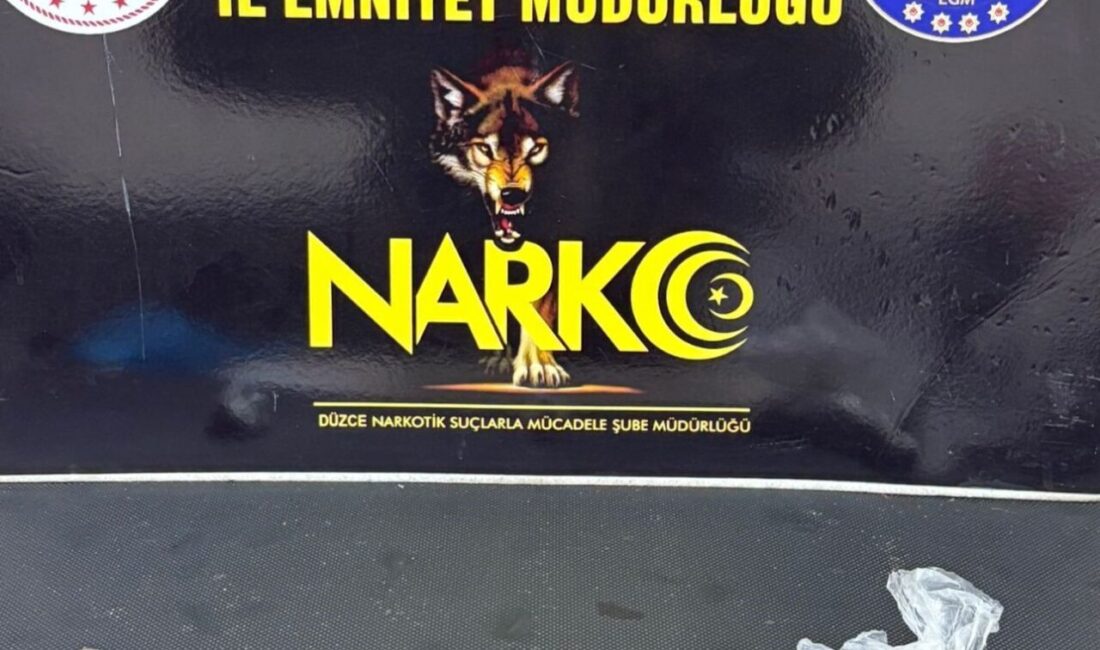 İL EMNİYET MÜDÜRLÜĞÜ
EGM
NARKO
DÜZCE NARKOTİK SUÇLARLA MÜCADELE ŞUBE MÜDÜRLÜĞÜ